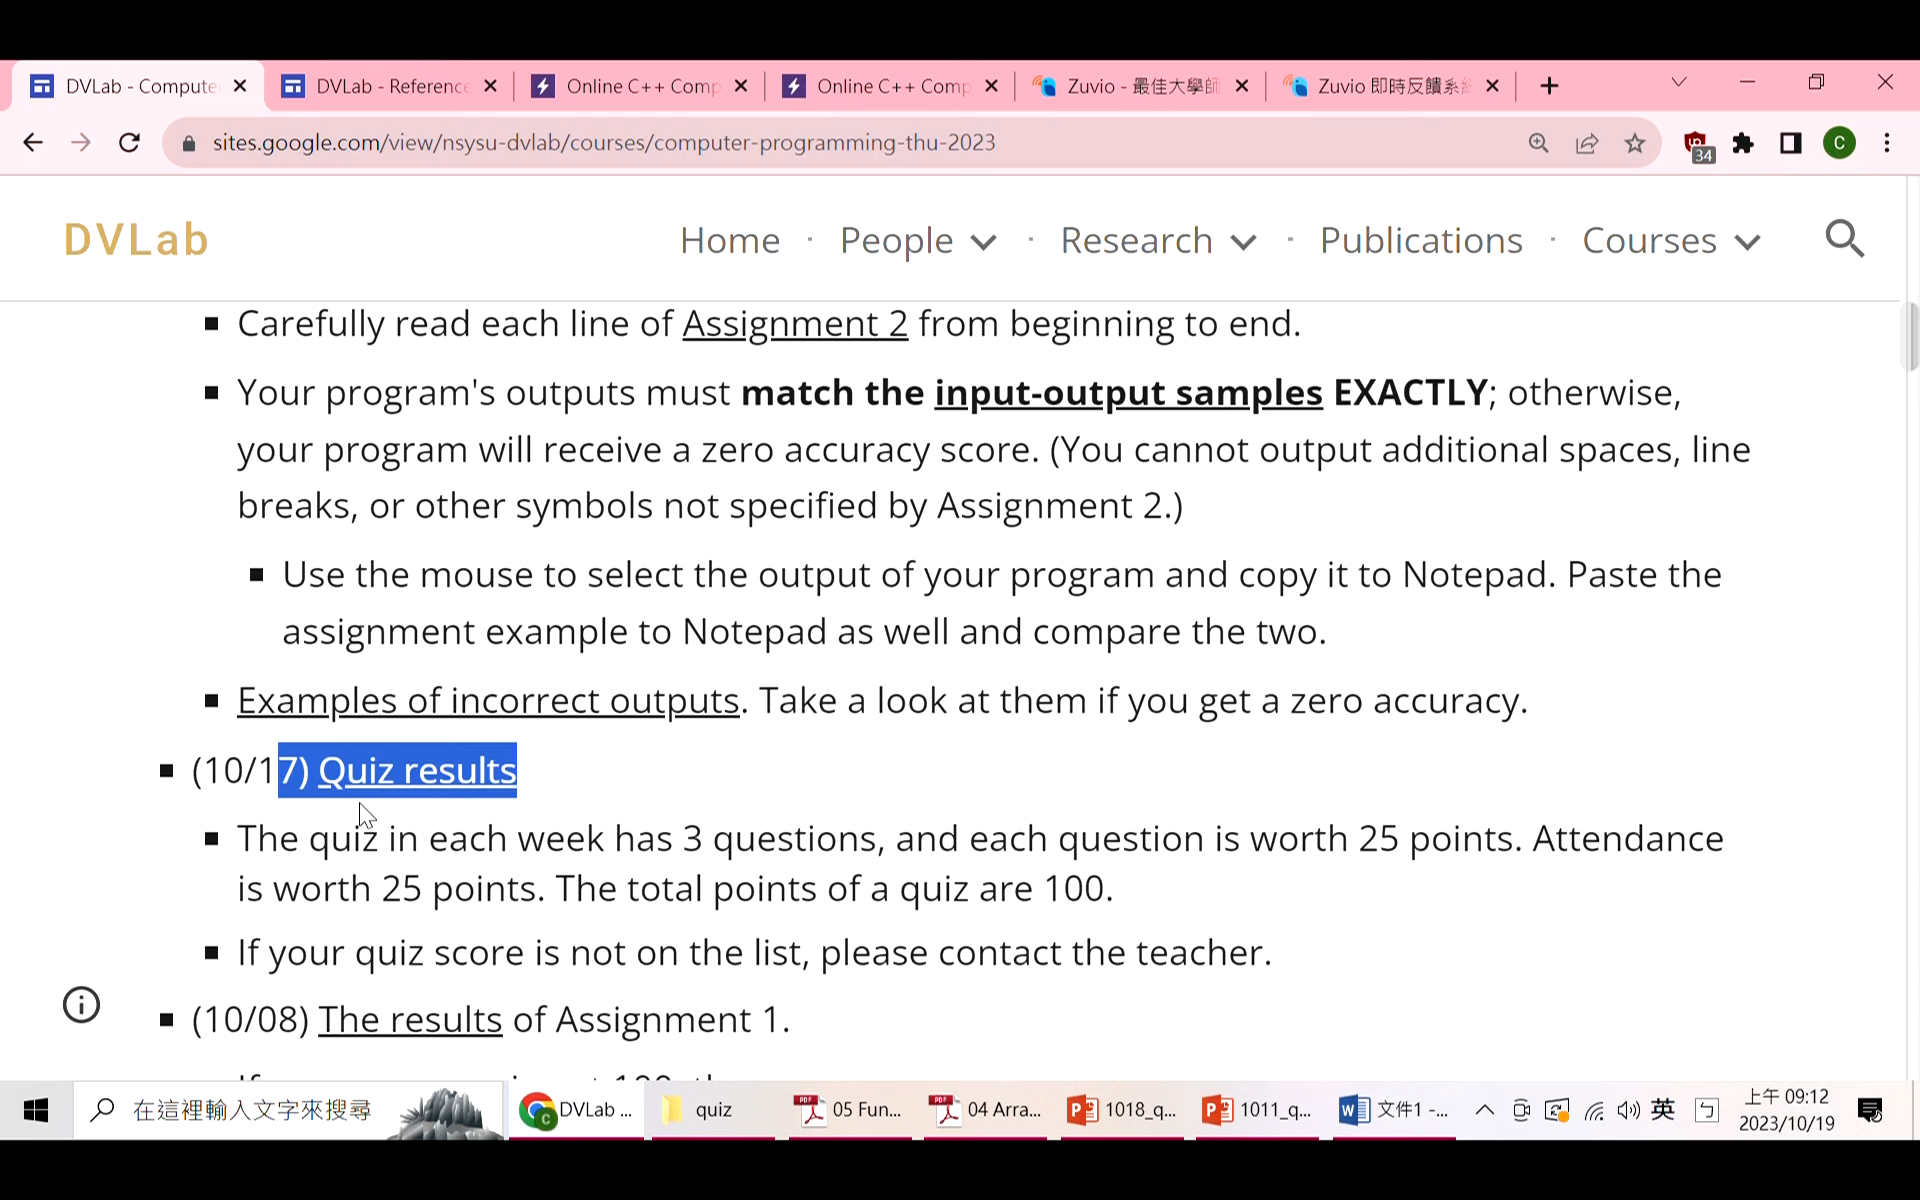 DVLab - Compute
DVLab - Reference
Online C++ Comp
Online C++ Comp
Zuvio - 最佳大學師
Zuvio 即時反饋系統
sites.google.com/view/nsysu-dvlab/courses/computer-programming-thu-2023
34
C
DVLab
Home · People · Research · Publications · Courses
Carefully read each line of Assignment 2 from beginning to end.
Your program's outputs must match the input-output samples EXACTLY; otherwise,
your program will receive a zero accuracy score. (You cannot output additional spaces, line
breaks, or other symbols not specified by Assignment 2.)
Use the mouse to select the output of your program and copy it to Notepad. Paste the
assignment example to Notepad as well and compare the two.
Examples of incorrect outputs. Take a look at them if you get a zero accuracy.
(10/17) Quiz results
The quiz in each week has 3 questions, and each question is worth 25 points. Attendance
is worth 25 points. The total points of a quiz are 100.
If your quiz score is not on the list, please contact the teacher.
(10/08) The results of Assignment 1.
在這裡輸入文字來搜尋
DVLab ...
quiz
05 Fun...
04 Arra...
1018_q...
1011_q...
文件1 -...
英
上午 09:12
2023/10/19